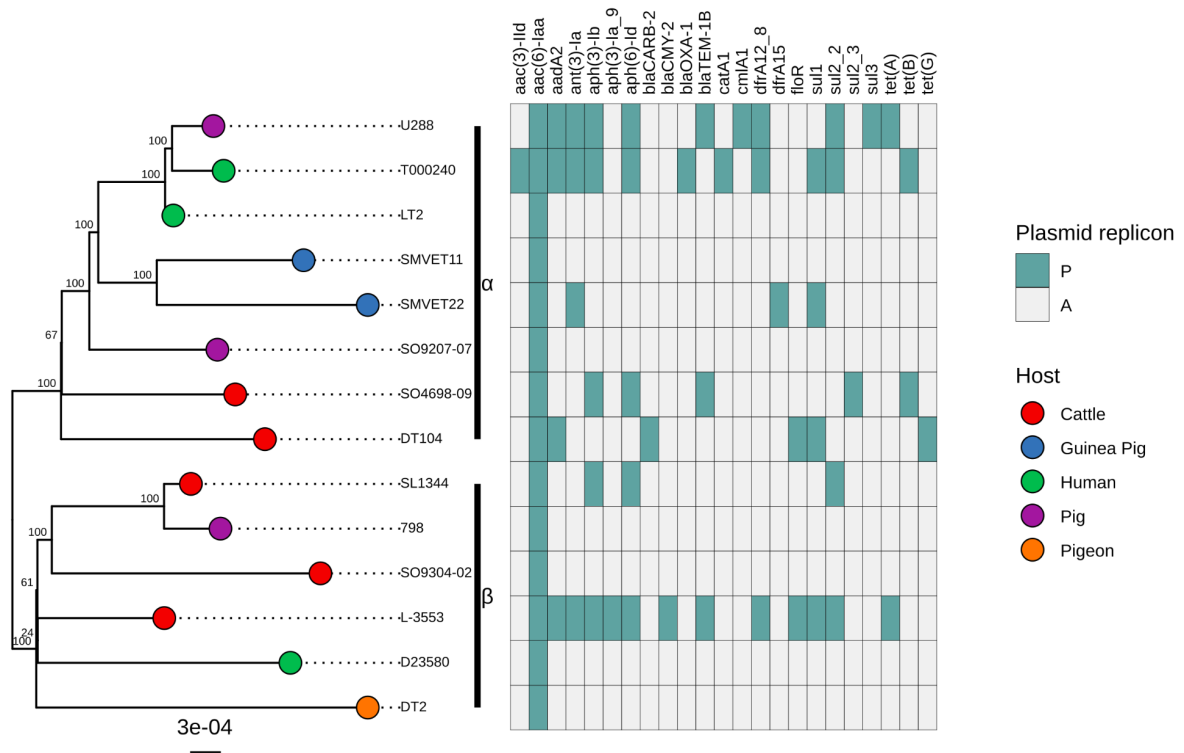 aac(3)-IId
aac(6)-Iaa
aadA2
ant(3)-Ia
aph(3)-Ib
aph(3)-Ia_9
aph(6)-Id
blaCARB-2
blaCMY-2
blaOXA-1
blaTEM-1B
catA1
cmlA1
dfrA12_8
dfrA15
floR
sul1
sul2_2
sul2_3
sul3
tet(A)
tet(B)
tet(G)
U288
T000240
LT2
SMVET11
SMVET22
SO9207-07
SO4698-09
DT104
SL1344
798
SO9304-02
L-3553
D23580
DT2
α
β
100
100
100
100
100
67
100
100
100
61
24
100
3e-04
Plasmid replicon
P
A
Host
Cattle
Guinea Pig
Human
Pig
Pigeon